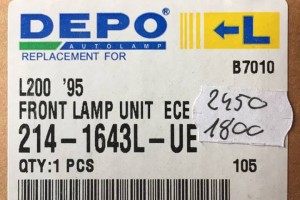 DEPO
AUTOLAMP
REPLACEMENT FOR
L
B7010
L200 '95
FRONT LAMP UNIT ECE
214-1643L-UE
2450
1800
QTY:1 PCS
105